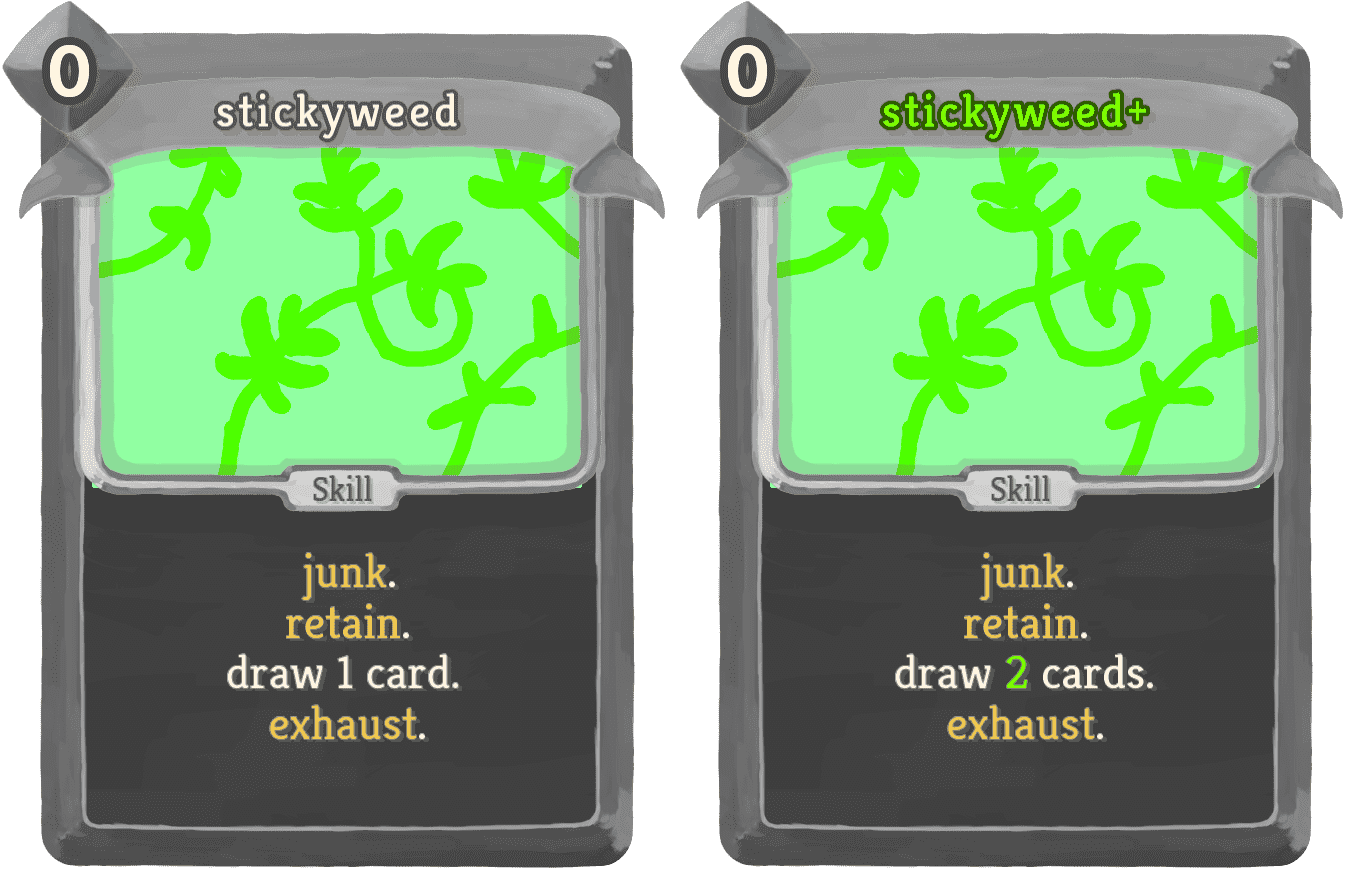 0
stickyweed
Skill
junk.
retain.
draw 1 card.
exhaust.
0
stickyweed+
Skill
junk.
retain.
draw 2 cards.
exhaust.